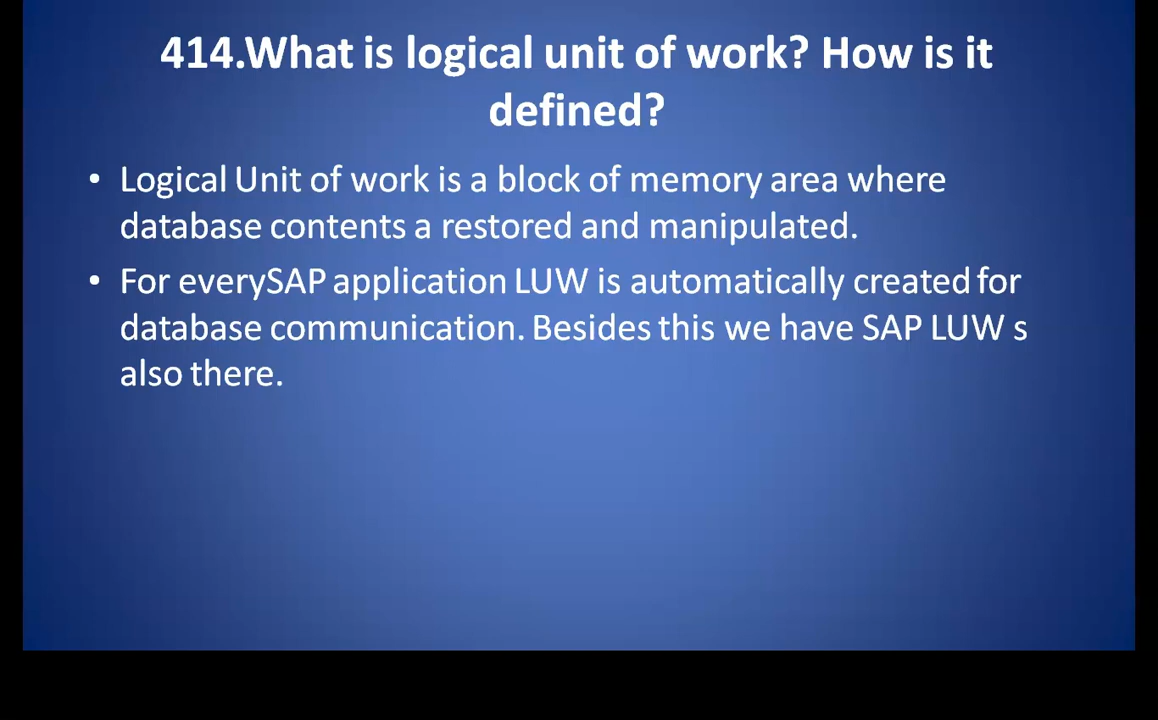 414.What is logical unit of work? How is it
defined?
• Logical Unit of work is a block of memory area where
database contents a restored and manipulated.
• For everySAP application LUW is automatically created for
database communication. Besides this we have SAP LUW s
also there.